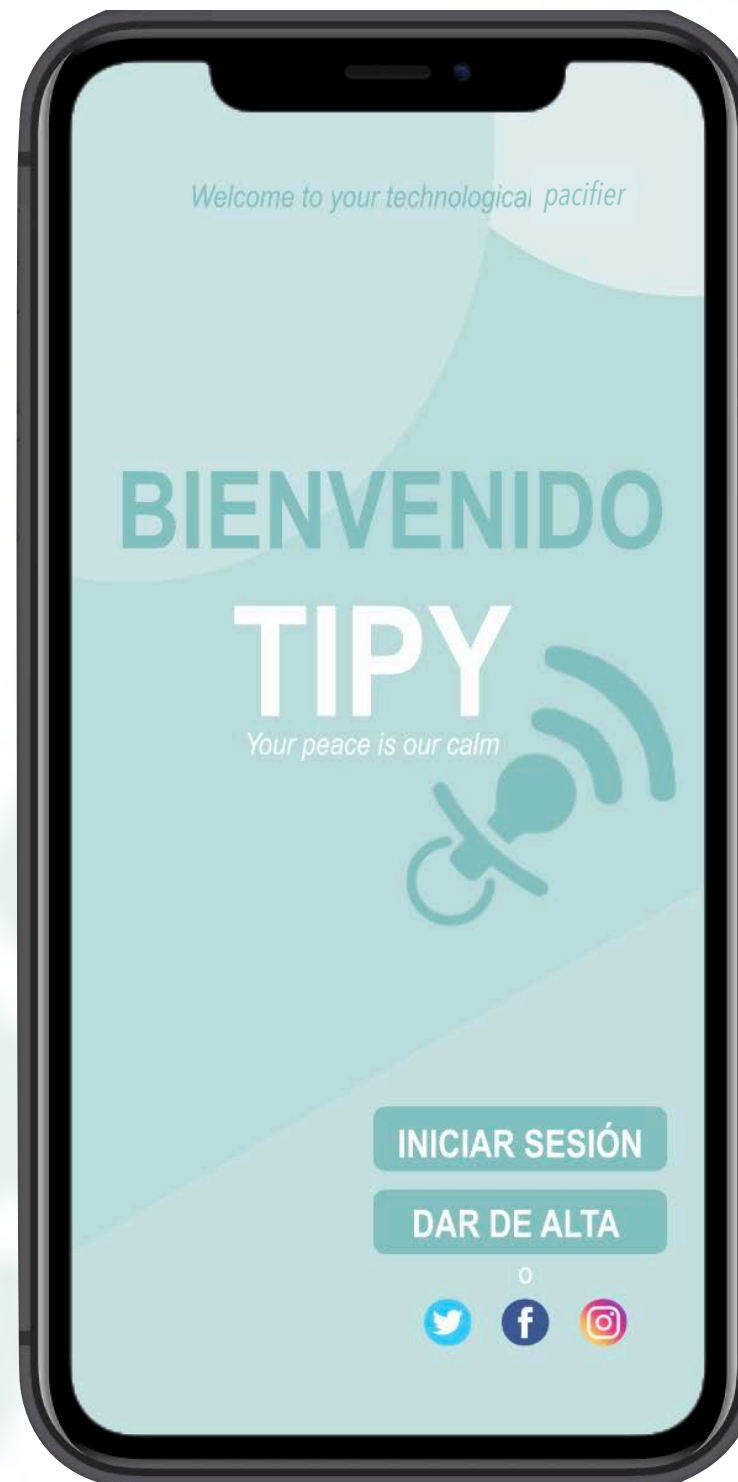 Welcome to your technological pacifier
BIENVENIDO
TIPY
Your peace is our calm
INICIAR SESIÓN
DAR DE ALTA
O